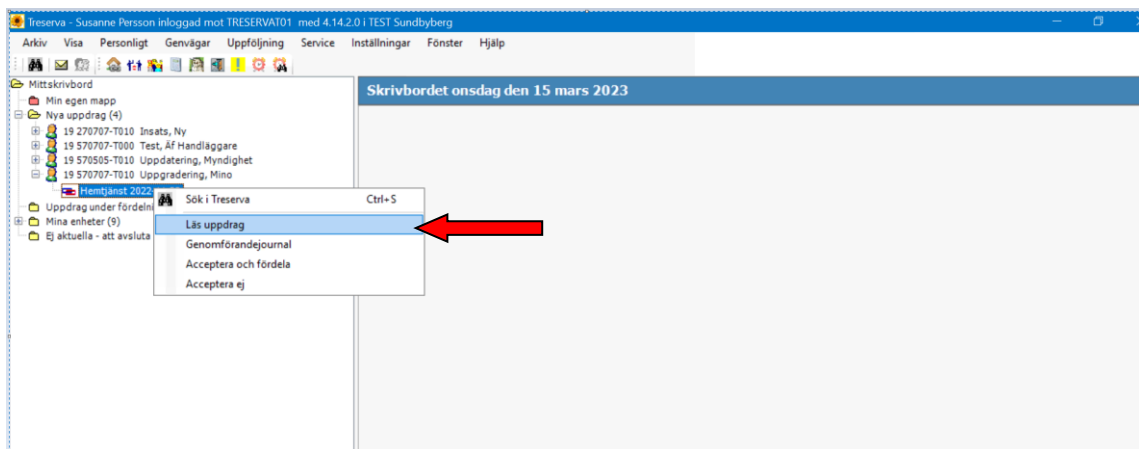 Treserva - Susanne Persson inloggad mot TRESERVAT01 med 4.14.2.0 i TEST Sundbyberg
Arkiv Visa Personligt Genvägar Uppföljning Service Inställningar Fönster Hjälp
Mittskrivbord
Skrivbordet onsdag den 15 mars 2023
Min egen mapp
Nya uppdrag (4)
19 270707-T010 Insats, Ny
19 570707-T000 Test, Äf Handläggare
19 570505-T010 Uppdatering, Myndighet
19 570707-T010 Uppgradering, Mino
Hemtjänst 2022-
Uppdrag under fördelni
Mina enheter (9)
Ej aktuella - att avsluta
Sök i Treserva Ctrl+S
Läs uppdrag
Genomförandejournal
Acceptera och fördela
Acceptera ej